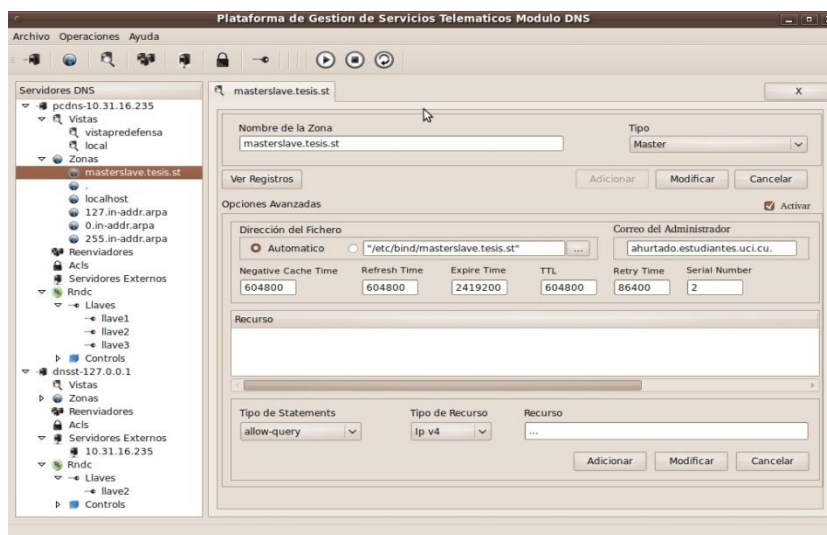 Plataforma de Gestion de Servicios Telematicos Modulo DNS
Archivo Operaciones Ayuda
Servidores DNS
pcdns-10.31.16.235
Vistas
vistapredefensa
local
Zonas
masterslave.tesis.st
.
localhost
127.in-addr.arpa
0.in-addr.arpa
255.in-addr.arpa
Reenviadores
Acls
Servidores Externos
Rndc
Llaves
llave1
llave2
llave3
Controls
dnsst-127.0.0.1
Vistas
Zonas
Reenviadores
Acls
Servidores Externos
10.31.16.235
Rndc
Llaves
llave2
Controls
masterslave.tesis.st X
Nombre de la Zona Tipo
masterslave.tesis.st Master
Ver Registros Adicionar Modificar Cancelar
Opciones Avanzadas Activar
Dirección del Fichero Correo del Administrador
Automatico "/etc/bind/masterslave.tesis.st" ... ahurtado.estudiantes.uci.cu.
Negative Cache Time Refresh Time Expire Time TTL Retry Time Serial Number
604800 604800 2419200 604800 86400 2
Recurso
Tipo de Statements Tipo de Recurso Recurso
allow-query Ip v4 ...
Adicionar Modificar Cancelar